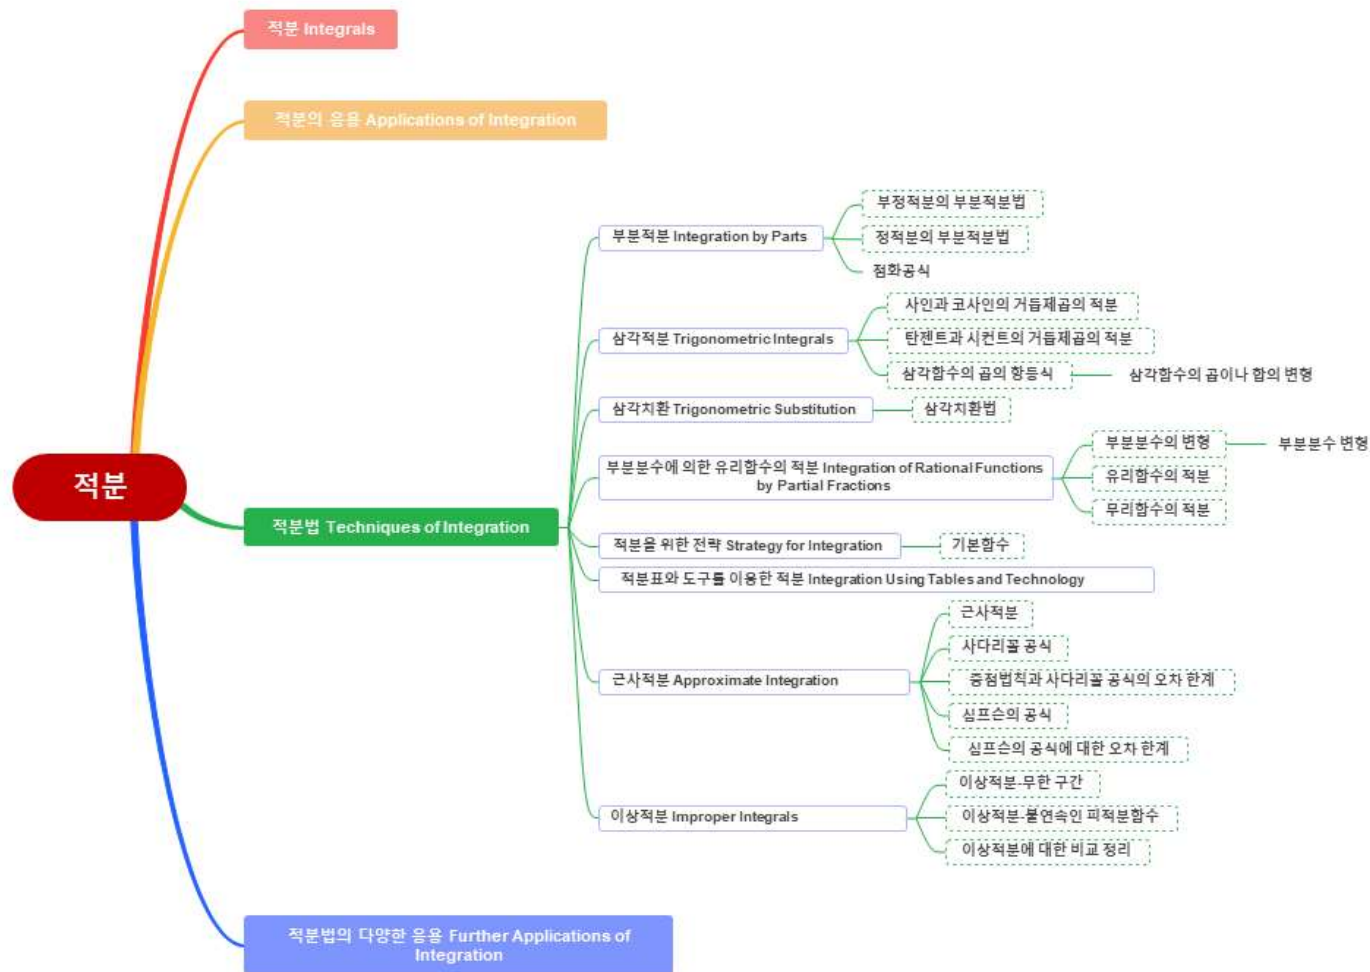 적분 Integrals
적분의 응용 Applications of Integration
부정적분의 부분적분법
부분적분 Integration by Parts
정적분의 부분적분법
점화공식
사인과 코사인의 거듭제곱의 적분
삼각적분 Trigonometric Integrals
탄젠트과 시컨트의 거듭제곱의 적분
삼각함수의 곱의 항등식
삼각함수의 곱이나 합의 변형
삼각치환 Trigonometric Substitution
삼각치환법
부분분수의 변형
부분분수 변형
부분분수에 의한 유리함수의 적분 Integration of Rational Functions
by Partial Fractions
유리함수의 적분
무리함수의 적분
적분
적분법 Techniques of Integration
적분을 위한 전략 Strategy for Integration
기본함수
적분표와 도구를 이용한 적분 Integration Using Tables and Technology
근사적분
사다리꼴 공식
근사적분 Approximate Integration
중점법칙과 사다리꼴 공식의 오차 한계
심프슨의 공식
심프슨의 공식에 대한 오차 한계
이상적분-무한 구간
이상적분 Improper Integrals
이상적분-불연속인 피적분함수
이상적분에 대한 비교 정리
적분법의 다양한 응용 Further Applications of
Integration